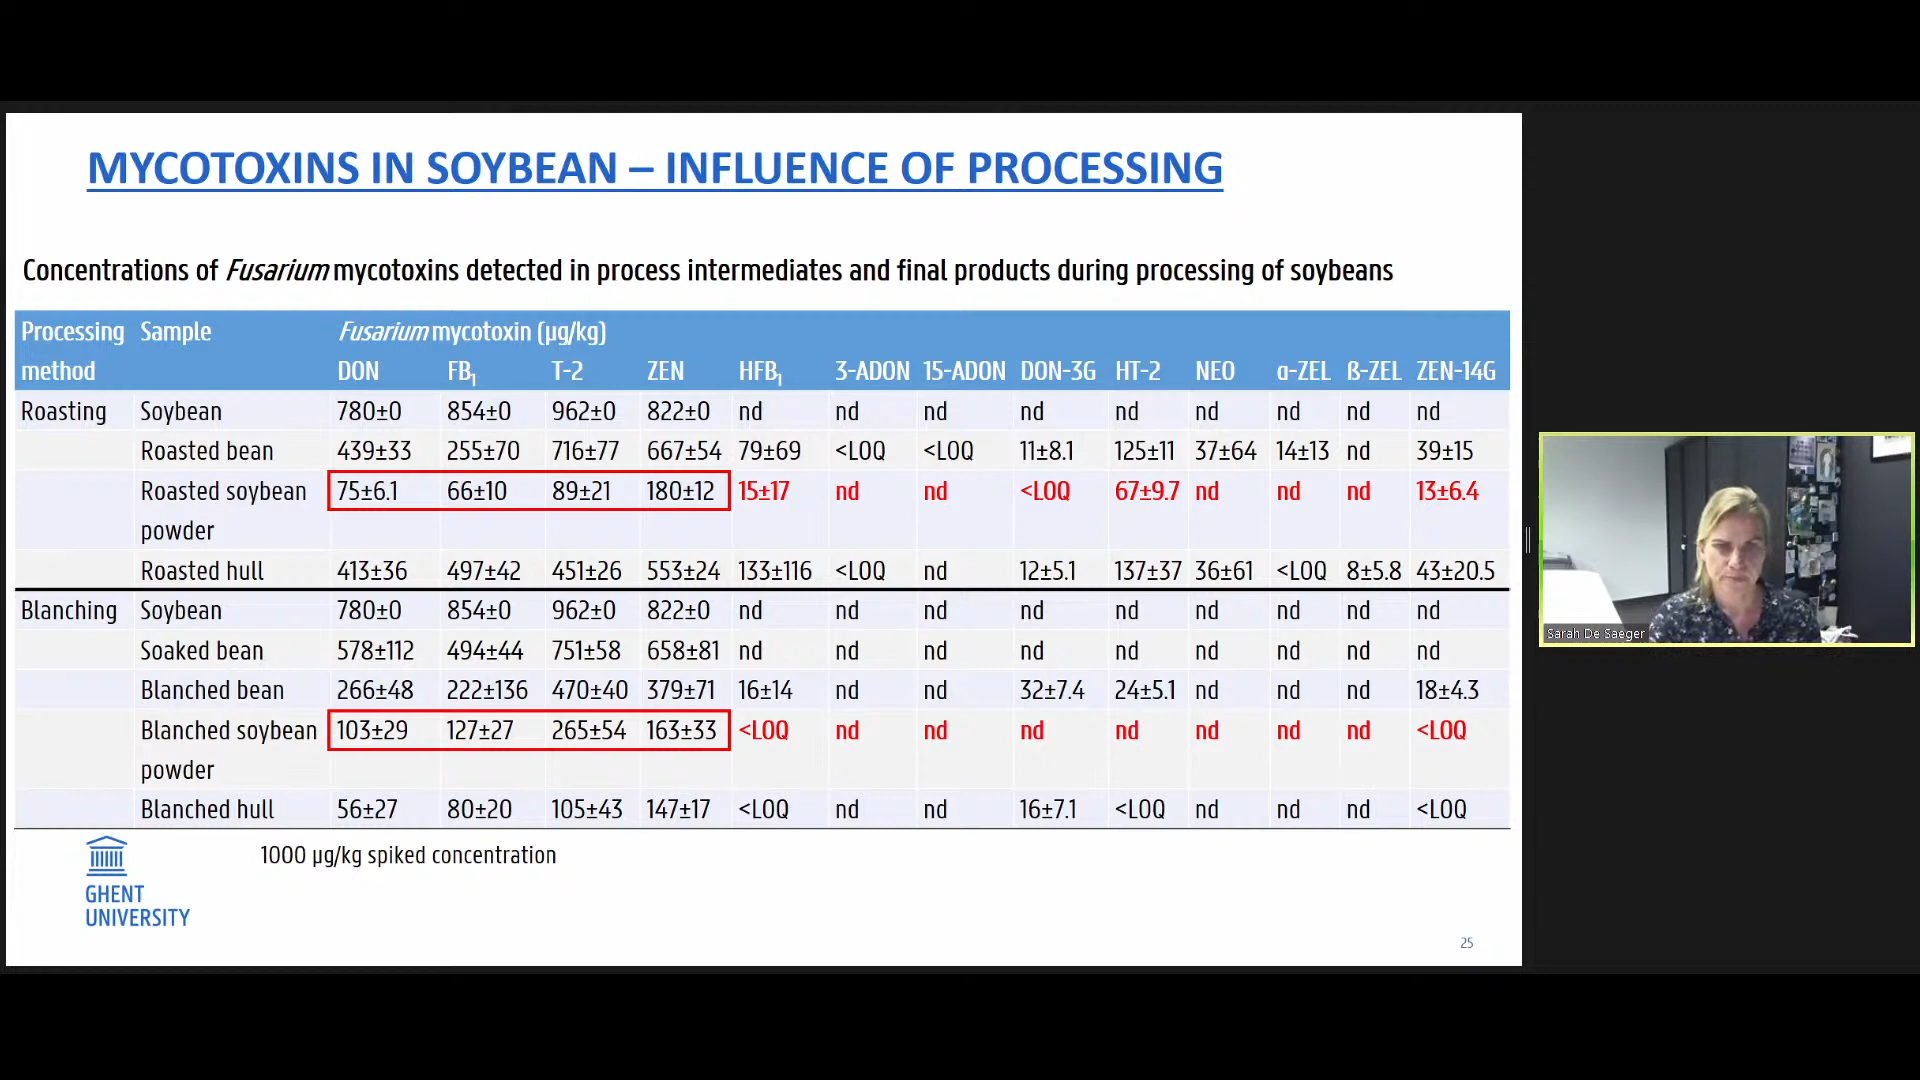 MYCOTOXINS IN SOYBEAN – INFLUENCE OF PROCESSING
Concentrations of Fusarium mycotoxins detected in process intermediates and final products during processing of soybeans
Processing Sample Fusarium mycotoxin (µg/kg)
method DON FB₁ T-2 ZEN HFB₁ 3-ADON 15-ADON DON-3G HT-2 NEO α-ZEL ß-ZEL ZEN-14G
Roasting Soybean 780±0 854±0 962±0 822±0 nd nd nd nd nd nd nd nd nd
Roasted bean 439±33 255±70 716±77 667±54 79±69 <LOQ <LOQ 11±8.1 125±11 37±64 14±13 nd 39±15
Roasted soybean 75±6.1 66±10 89±21 180±12 15±17 nd nd <LOQ 67±9.7 nd nd nd 13±6.4
powder
Roasted hull 413±36 497±42 451±26 553±24 133±116 <LOQ nd 12±5.1 137±37 36±61 <LOQ 8±5.8 43±20.5
Blanching Soybean 780±0 854±0 962±0 822±0 nd nd nd nd nd nd nd nd nd
Soaked bean 578±112 494±44 751±58 658±81 nd nd nd nd nd nd nd nd nd
Blanched bean 266±48 222±136 470±40 379±71 16±14 nd nd 32±7.4 24±5.1 nd nd nd 18±4.3
Blanched soybean 103±29 127±27 265±54 163±33 <LOQ nd nd nd nd nd nd nd <LOQ
powder
Blanched hull 56±27 80±20 105±43 147±17 <LOQ nd nd 16±7.1 <LOQ nd nd nd <LOQ
1000 µg/kg spiked concentration
GHENT
UNIVERSITY
25
Sarah De Saeger